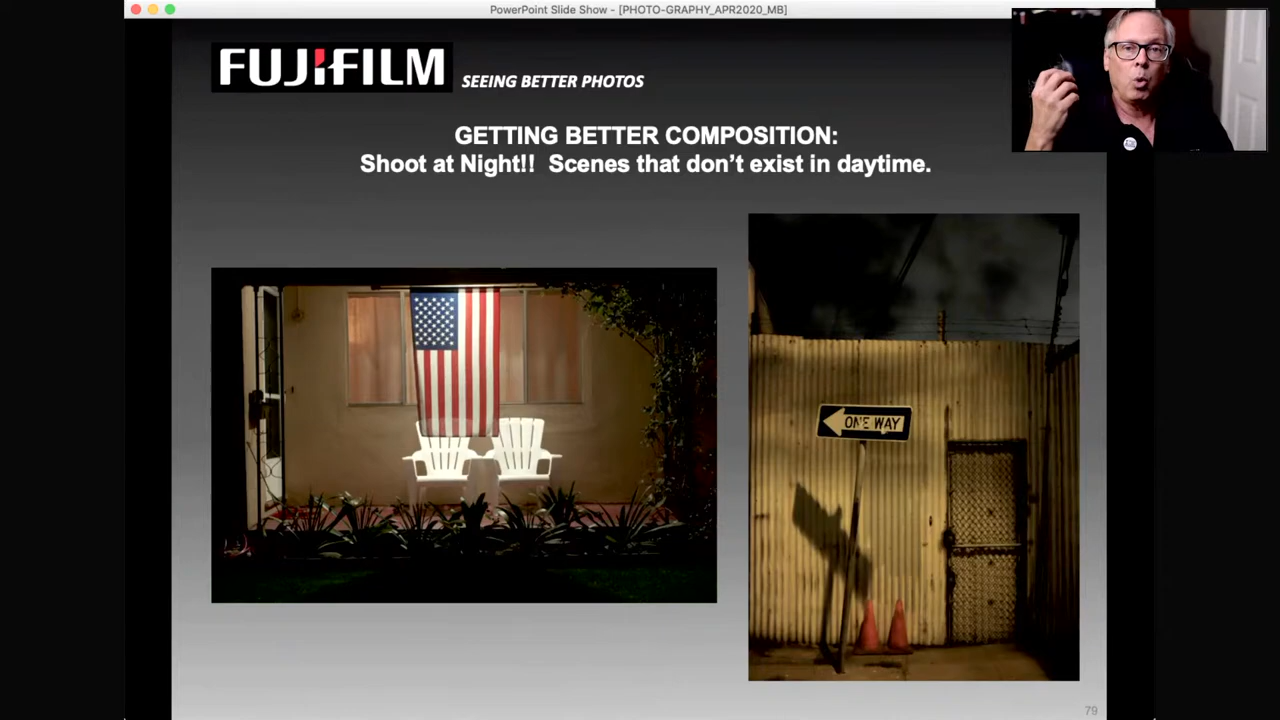 PowerPoint Slide Show - [PHOTO-GRAPHY_APR2020_MB]
FUJIFILM
SEEING BETTER PHOTOS
GETTING BETTER COMPOSITION:
Shoot at Night!!  Scenes that don’t exist in daytime.
ONE WAY
79